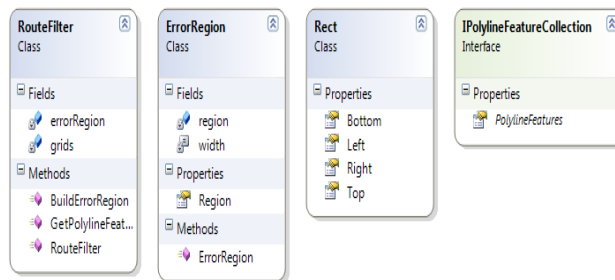 RouteFilter
Class
Fields
errorRegion
grids
Methods
BuildErrorRegion
GetPolylineFeat...
RouteFilter
ErrorRegion
Class
Fields
region
width
Properties
Region
Methods
ErrorRegion
Rect
Class
Properties
Bottom
Left
Right
Top
IPolylineFeatureCollection
Interface
Properties
PolylineFeatures